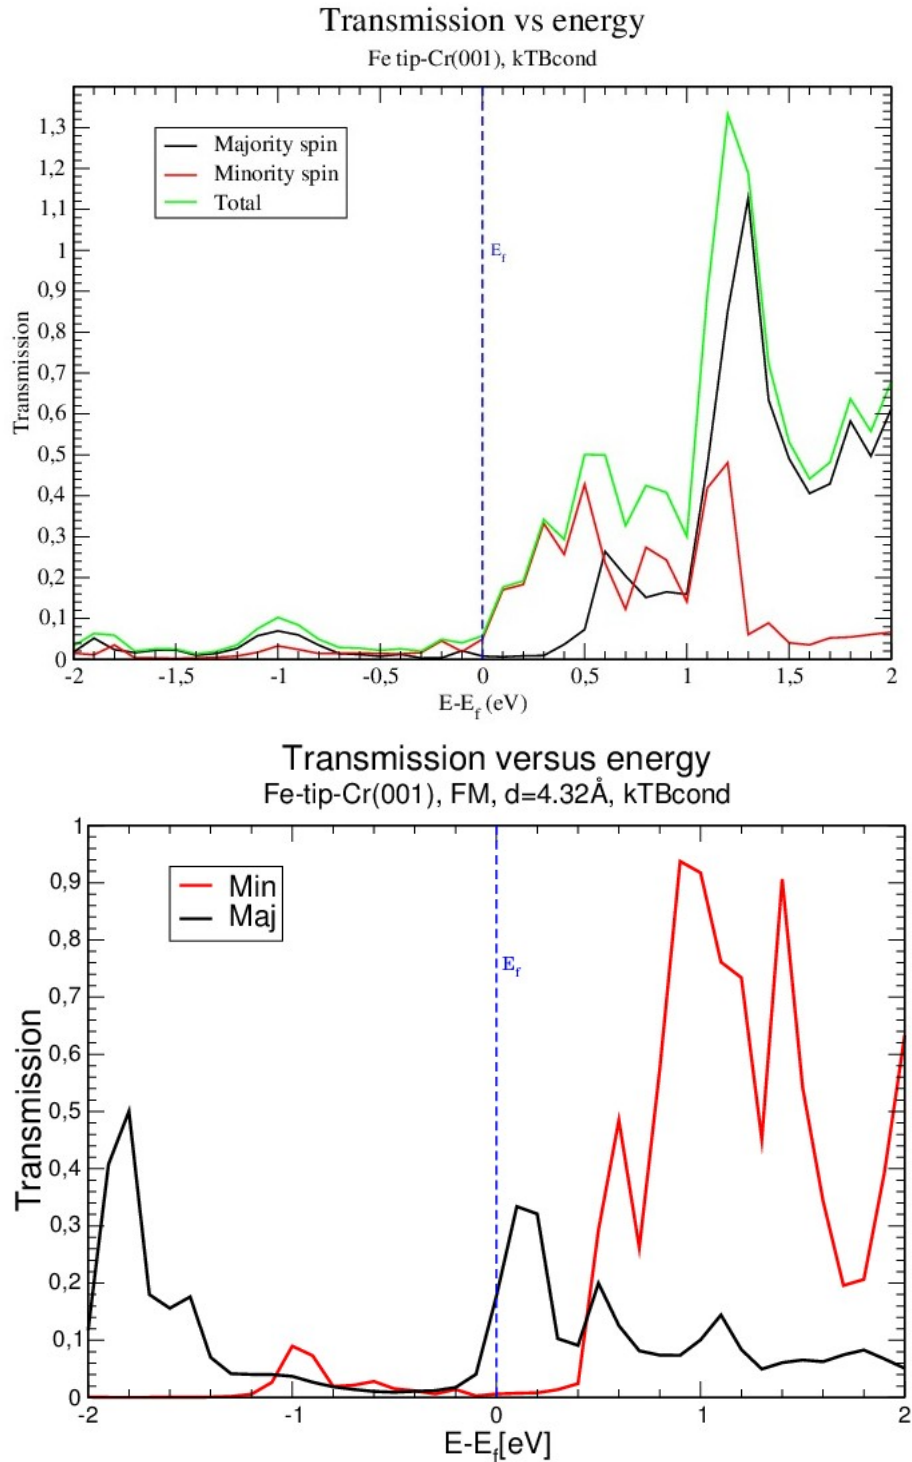 Transmission vs energy
Fe tip-Cr(001), kTBcond
Majority spin
Minority spin
Total
E_f
Transmission
1,3
1,2
1,1
1
0,9
0,8
0,7
0,6
0,5
0,4
0,3
0,2
0,1
0
-2
-1,5
-1
-0,5
0
0,5
1
1,5
2
E-E_f (eV)
Transmission versus energy
Fe-tip-Cr(001), FM, d=4.32Å, kTBcond
Min
Maj
E_f
Transmission
1
0,9
0,8
0,7
0,6
0,5
0,4
0,3
0,2
0,1
0
-2
-1
0
1
2
E-E_f[eV]